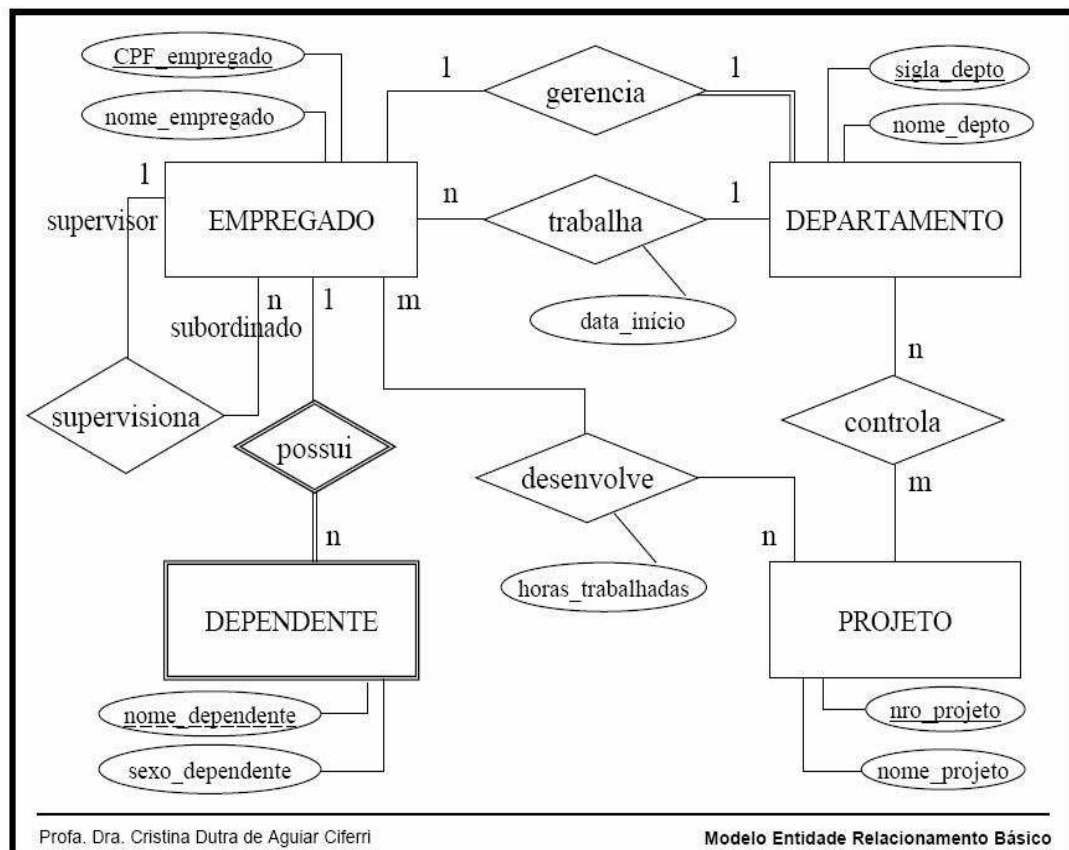 CPF_empregado
nome_empregado
1
gerencia
1
sigla_depto
nome_depto
1
supervisor
EMPREGADO
n
trabalha
1
DEPARTAMENTO
n
subordinado
1
m
data_início
n
supervisiona
possui
controla
desenvolve
m
n
n
horas_trabalhadas
DEPENDENTE
PROJETO
nome_dependente
nro_projeto
sexo_dependente
nome_projeto
Profa. Dra. Cristina Dutra de Aguiar Ciferri
Modelo Entidade Relacionamento Básico